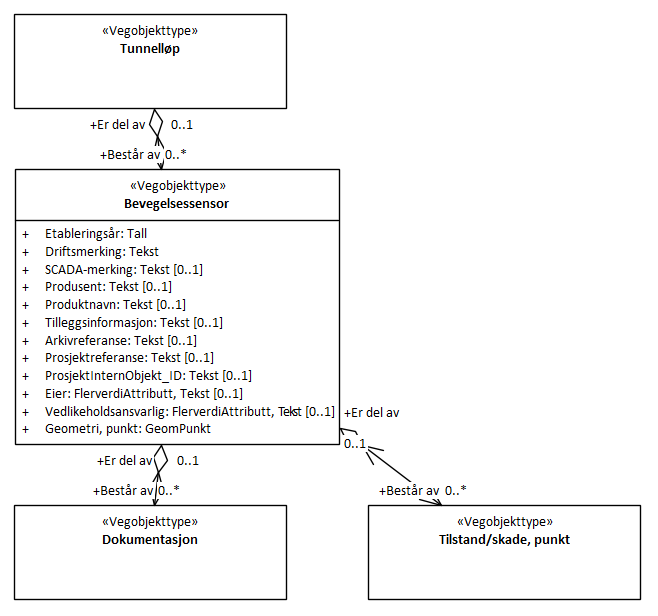 «Vegobjekttype»
Tunnelløp
+Er del av 0..1
+Består av 0..*
«Vegobjekttype»
Bevegelsessensor
+ Etableringsår: Tall
+ Driftsmerking: Tekst
+ SCADA-merking: Tekst [0..1]
+ Produsent: Tekst [0..1]
+ Produktnavn: Tekst [0..1]
+ Tilleggsinformasjon: Tekst [0..1]
+ Arkivreferanse: Tekst [0..1]
+ Prosjektreferanse: Tekst [0..1]
+ ProsjektInternObjekt_ID: Tekst [0..1]
+ Eier: FlerverdiAttributt, Tekst [0..1]
+ Vedlikeholdsansvarlig: FlerverdiAttributt, Tekst [0..1]
+ Geometri, punkt: GeomPunkt
+Er del av
0..1
+Er del av 0..1
+Består av 0..*
+Består av 0..*
«Vegobjekttype»
Dokumentasjon
«Vegobjekttype»
Tilstand/skade, punkt